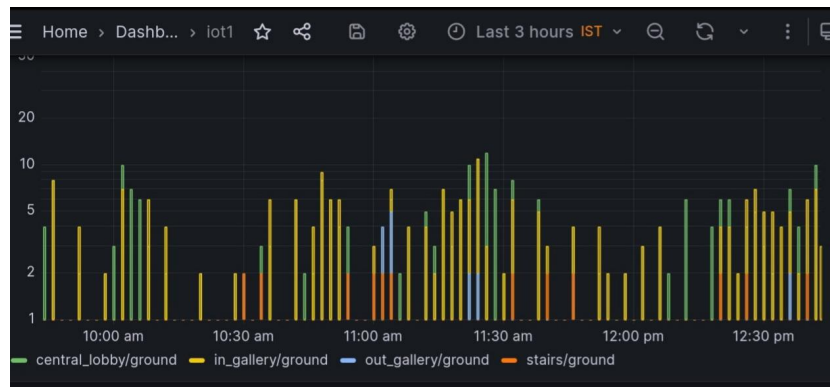 Home > Dashb... > iot1 Last 3 hours IST
20
10
5
2
1
10:00 am 10:30 am 11:00 am 11:30 am 12:00 pm 12:30 pm
central_lobby/ground in_gallery/ground out_gallery/ground stairs/ground